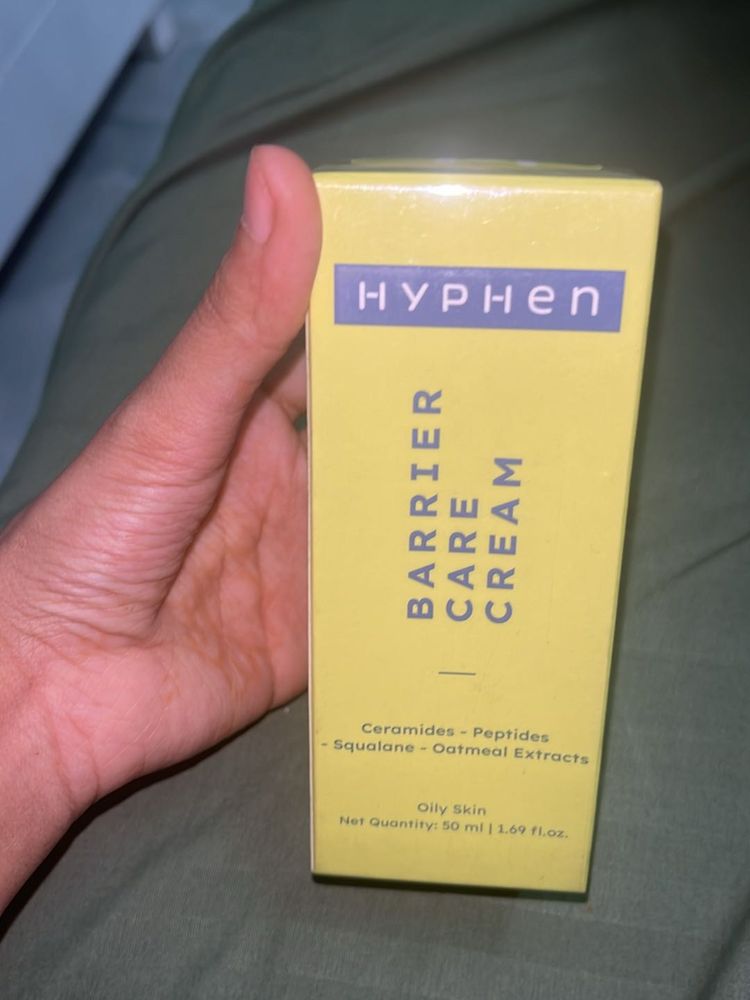 HYPHen
BARRIER
CARE
CREAM
Ceramides - Peptides
- Squalane - Oatmeal Extracts
Oily Skin
Net Quantity: 50 ml | 1.69 fl.oz.